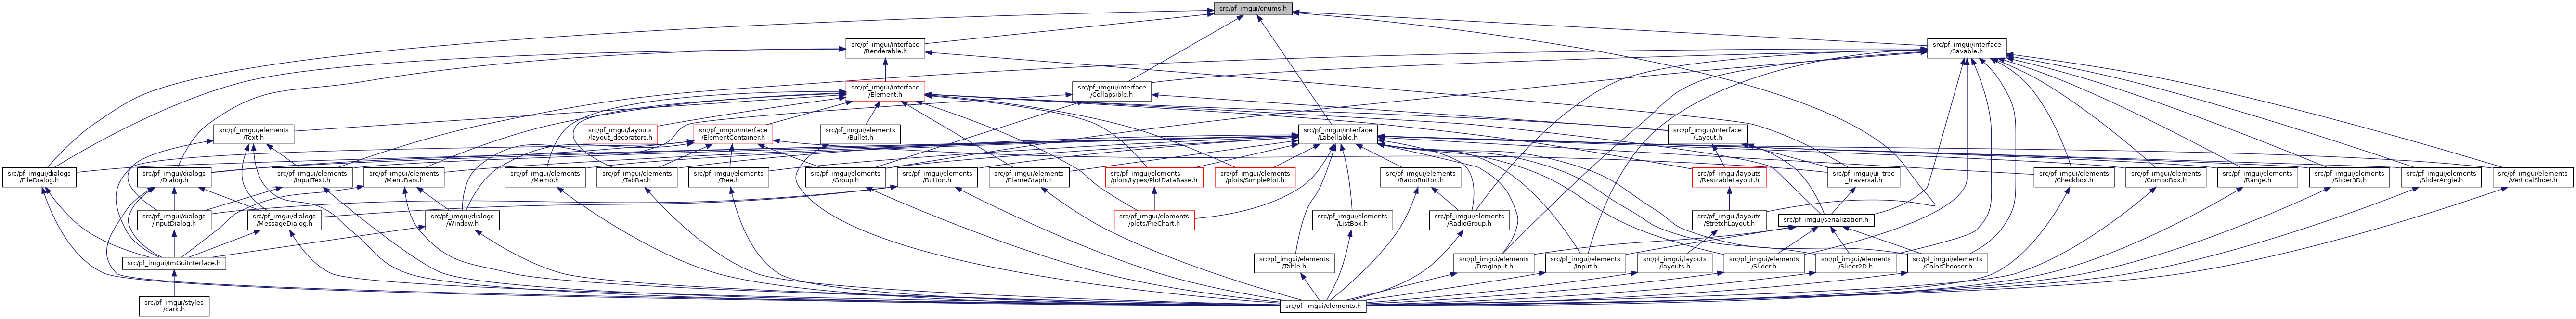 src/pf_imgui/enums.h
src/pf_imgui/interface
/Renderable.h
src/pf_imgui/interface
/Savable.h
src/pf_imgui/interface
/Element.h
src/pf_imgui/interface
/Collapsible.h
src/pf_imgui/elements
/Text.h
src/pf_imgui/layouts
/layout_decorators.h
src/pf_imgui/interface
/ElementContainer.h
src/pf_imgui/elements
/Bullet.h
src/pf_imgui/interface
/Labellable.h
src/pf_imgui/interface
/Layout.h
src/pf_imgui/dialogs
/FileDialog.h
src/pf_imgui/dialogs
/Dialog.h
src/pf_imgui/elements
/InputText.h
src/pf_imgui/elements
/MenuBars.h
src/pf_imgui/elements
/Memo.h
src/pf_imgui/elements
/TabBar.h
src/pf_imgui/elements
/Tree.h
src/pf_imgui/elements
/Group.h
src/pf_imgui/elements
/Button.h
src/pf_imgui/elements
/FlameGraph.h
src/pf_imgui/elements
/plots/types/PlotDataBase.h
src/pf_imgui/elements
/plots/SimplePlot.h
src/pf_imgui/elements
/RadioButton.h
src/pf_imgui/layouts
/ResizableLayout.h
src/pf_imgui/ui_tree
_traversal.h
src/pf_imgui/elements
/Checkbox.h
src/pf_imgui/elements
/ComboBox.h
src/pf_imgui/elements
/Range.h
src/pf_imgui/elements
/Slider3D.h
src/pf_imgui/elements
/SliderAngle.h
src/pf_imgui/elements
/VerticalSlider.h
src/pf_imgui/dialogs
/InputDialog.h
src/pf_imgui/dialogs
/MessageDialog.h
src/pf_imgui/dialogs
/Window.h
src/pf_imgui/elements
/plots/PieChart.h
src/pf_imgui/elements
/ListBox.h
src/pf_imgui/elements
/RadioGroup.h
src/pf_imgui/layouts
/StretchLayout.h
src/pf_imgui/serialization.h
src/pf_imgui/ImGuiInterface.h
src/pf_imgui/elements
/Table.h
src/pf_imgui/elements
/DragInput.h
src/pf_imgui/elements
/Input.h
src/pf_imgui/layouts
/layouts.h
src/pf_imgui/elements
/Slider.h
src/pf_imgui/elements
/Slider2D.h
src/pf_imgui/elements
/ColorChooser.h
src/pf_imgui/styles
/dark.h
src/pf_imgui/elements.h